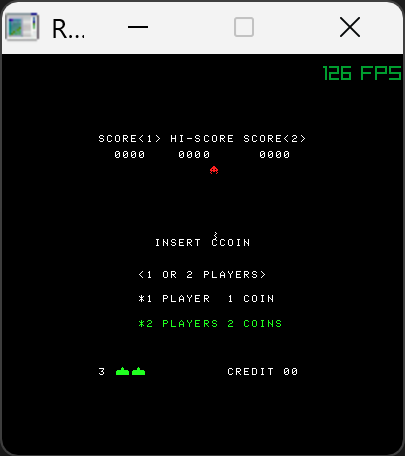 R...
126 FPS
SCORE<1> HI-SCORE SCORE<2>
0000 0000 0000
INSERT CCOIN
<1 OR 2 PLAYERS>
*1 PLAYER 1 COIN
*2 PLAYERS 2 COINS
3 CREDIT 00